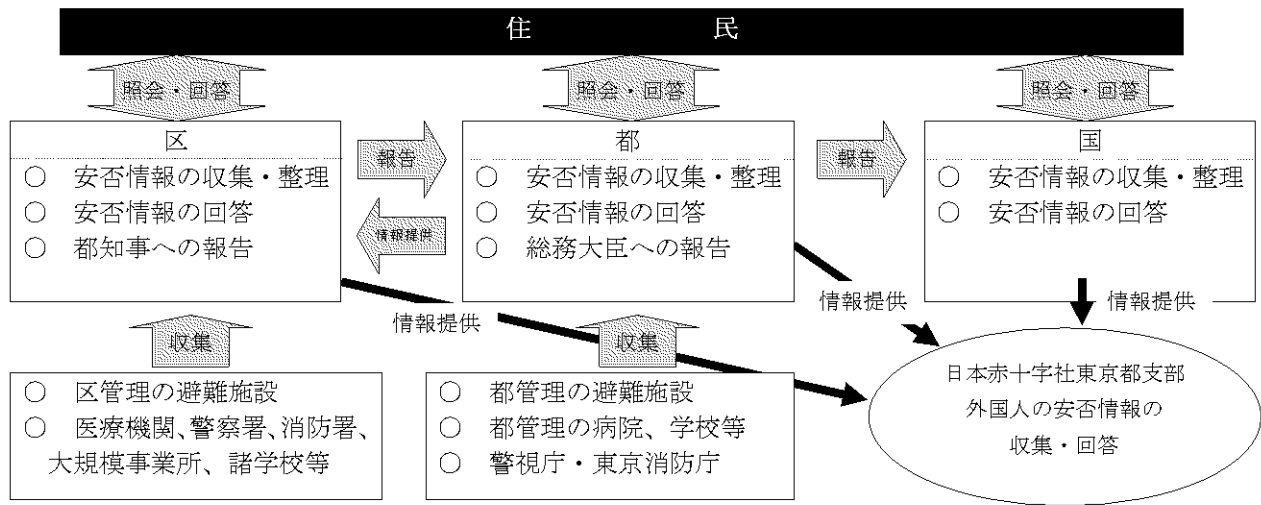 住民
照会・回答
照会・回答
照会・回答
区
○ 安否情報の収集・整理
○ 安否情報の回答
○ 都知事への報告
報告
情報提供
都
○ 安否情報の収集・整理
○ 安否情報の回答
○ 総務大臣への報告
報告
国
○ 安否情報の収集・整理
○ 安否情報の回答
情報提供
情報提供
情報提供
収集
収集
○ 区管理の避難施設
○ 医療機関、警察署、消防署、
大規模事業所、諸学校等
○ 都管理の避難施設
○ 都管理の病院、学校等
○ 警視庁・東京消防庁
日本赤十字社東京都支部
外国人の安否情報の
収集・回答